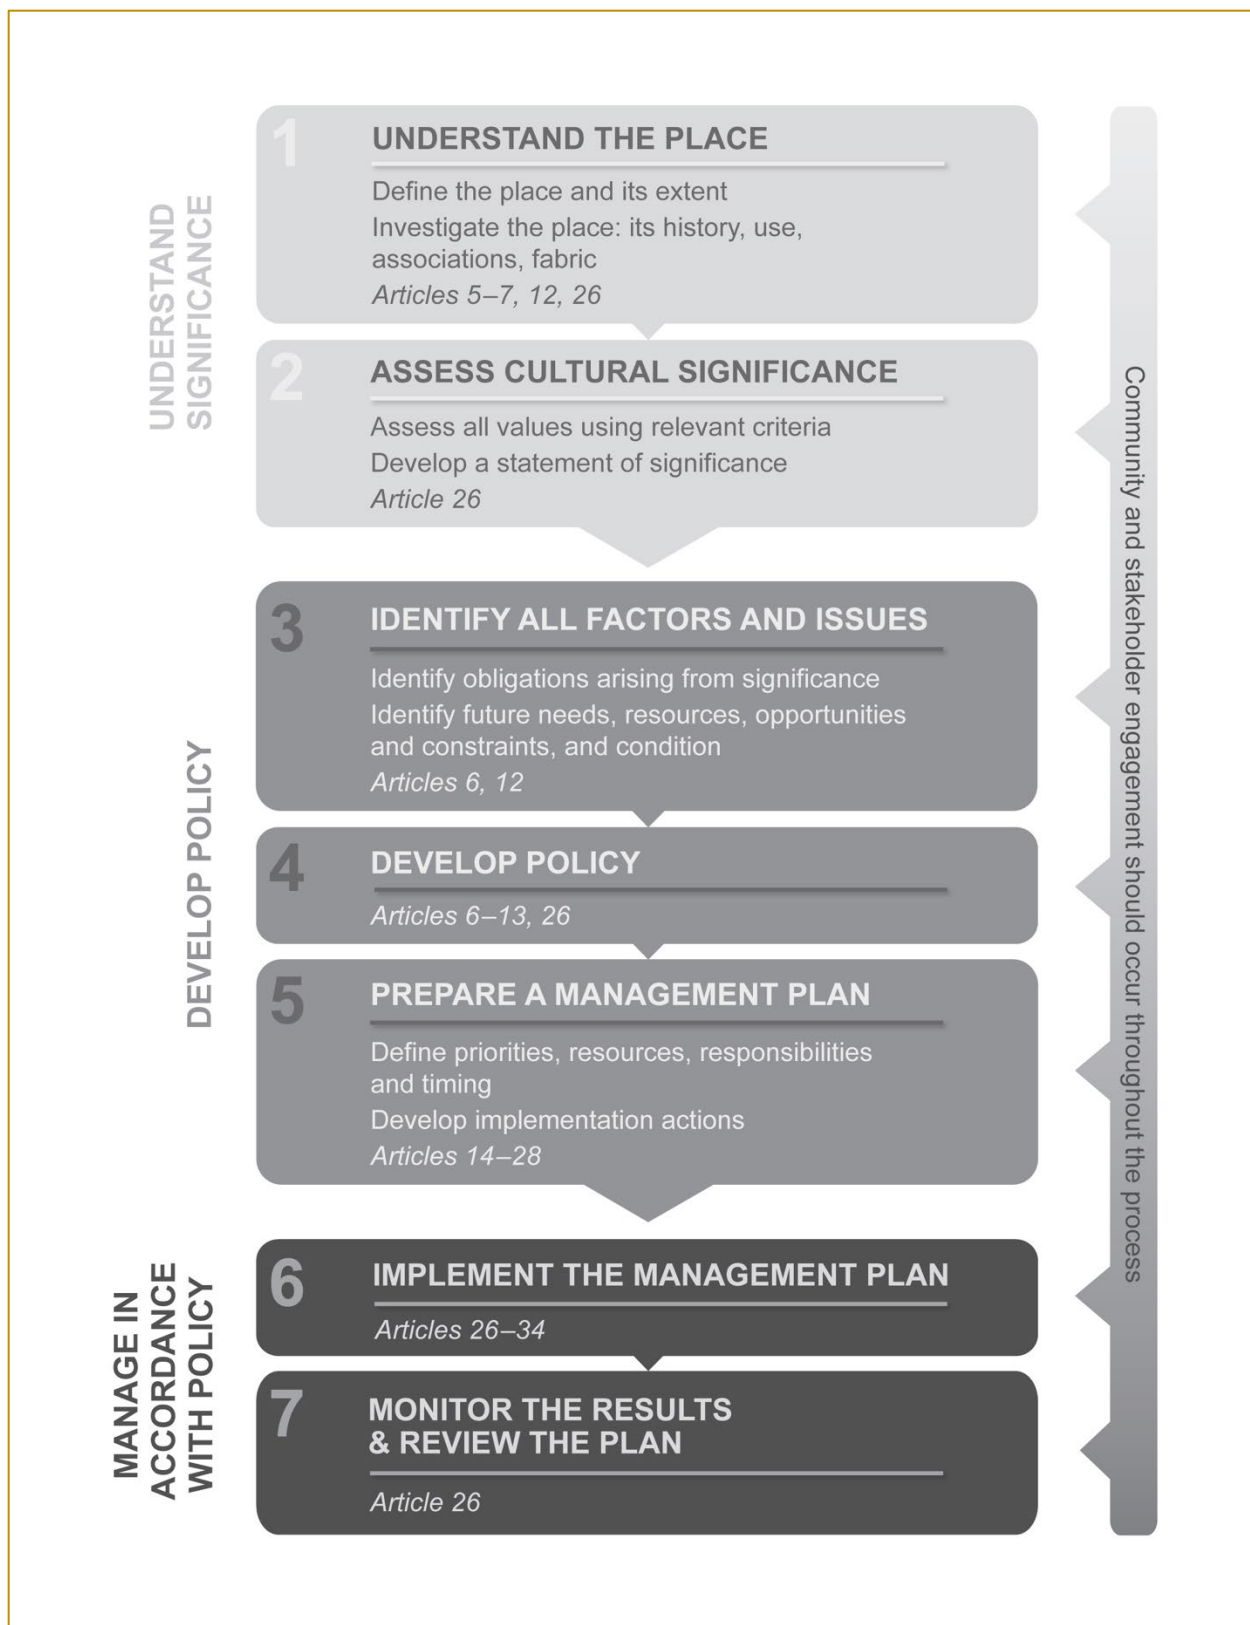 UNDERSTAND
SIGNIFICANCE
1
UNDERSTAND THE PLACE
Define the place and its extent
Investigate the place: its history, use,
associations, fabric
Articles 5–7, 12, 26
2
ASSESS CULTURAL SIGNIFICANCE
Assess all values using relevant criteria
Develop a statement of significance
Article 26
DEVELOP POLICY
3
IDENTIFY ALL FACTORS AND ISSUES
Identify obligations arising from significance
Identify future needs, resources, opportunities
and constraints, and condition
Articles 6, 12
4
DEVELOP POLICY
Articles 6–13, 26
5
PREPARE A MANAGEMENT PLAN
Define priorities, resources, responsibilities
and timing
Develop implementation actions
Articles 14–28
MANAGE IN
ACCORDANCE
WITH POLICY
6
IMPLEMENT THE MANAGEMENT PLAN
Articles 26–34
7
MONITOR THE RESULTS
& REVIEW THE PLAN
Article 26
Community and stakeholder engagement should occur throughout the process